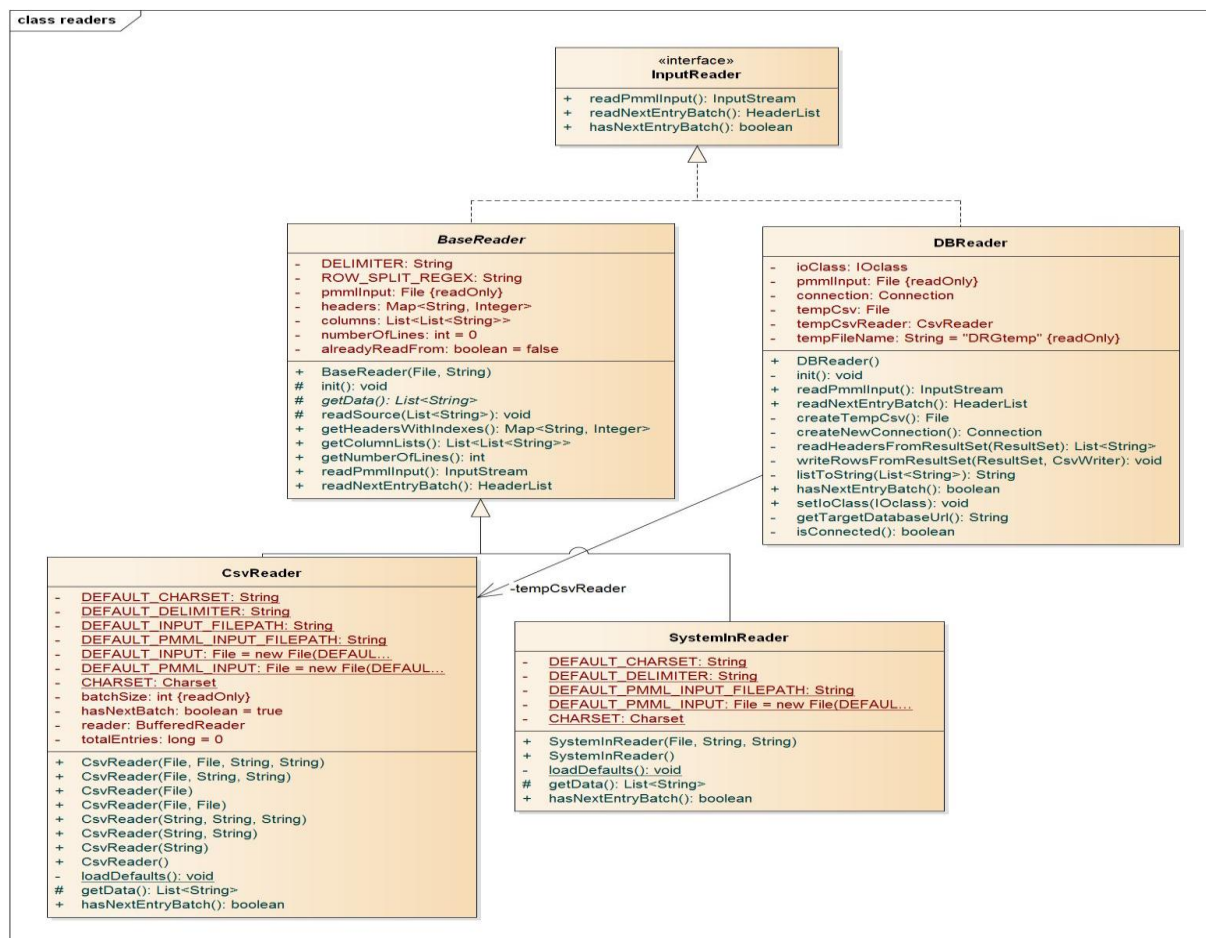 class readers
«interface»
InputReader
+ readPmmlInput(): InputStream
+ readNextEntryBatch(): HeaderList
+ hasNextEntryBatch(): boolean
BaseReader
- DELIMITER: String
- ROW_SPLIT_REGEX: String
- pmmlInput: File {readOnly}
- headers: Map<String, Integer>
- columns: List<List<String>>
- numberOfLines: int = 0
- alreadyReadFrom: boolean = false
+ BaseReader(File, String)
# init(): void
# getData(): List<String>
# readSource(List<String>): void
+ getHeadersWithIndexes(): Map<String, Integer>
+ getColumnLists(): List<List<String>>
+ getNumberOfLines(): int
+ readPmmlInput(): InputStream
+ readNextEntryBatch(): HeaderList
DBReader
- ioClass: IOclass
- pmmlInput: File {readOnly}
- connection: Connection
- tempCsv: File
- tempCsvReader: CsvReader
- tempFileName: String = "DRGtemp" {readOnly}
+ DBReader()
- init(): void
+ readPmmlInput(): InputStream
+ readNextEntryBatch(): HeaderList
- createTempCsv(): File
- createNewConnection(): Connection
- readHeadersFromResultSet(ResultSet): List<String>
- writeRowsFromResultSet(ResultSet, CsvWriter): void
- listToString(List<String>): String
+ hasNextEntryBatch(): boolean
+ setIoClass(IOclass): void
- getTargetDatabaseUrl(): String
- isConnected(): boolean
-tempCsvReader
CsvReader
- DEFAULT_CHARSET: String
- DEFAULT_DELIMITER: String
- DEFAULT_INPUT_FILEPATH: String
- DEFAULT_PMML_INPUT_FILEPATH: String
- DEFAULT_INPUT: File = new File(DEFAUL...
- DEFAULT_PMML_INPUT: File = new File(DEFAUL...
- CHARSET: Charset
- batchSize: int {readOnly}
- hasNextBatch: boolean = true
- reader: BufferedReader
- totalEntries: long = 0
+ CsvReader(File, File, String, String)
+ CsvReader(File, String, String)
+ CsvReader(File)
+ CsvReader(File, File)
+ CsvReader(String, String, String)
+ CsvReader(String, String)
+ CsvReader(String)
+ CsvReader()
- loadDefaults(): void
# getData(): List<String>
+ hasNextEntryBatch(): boolean
SystemInReader
- DEFAULT_CHARSET: String
- DEFAULT_DELIMITER: String
- DEFAULT_PMML_INPUT_FILEPATH: String
- DEFAULT_PMML_INPUT: File = new File(DEFAUL...
- CHARSET: Charset
+ SystemInReader(File, String, String)
+ SystemInReader()
- loadDefaults(): void
# getData(): List<String>
+ hasNextEntryBatch(): boolean